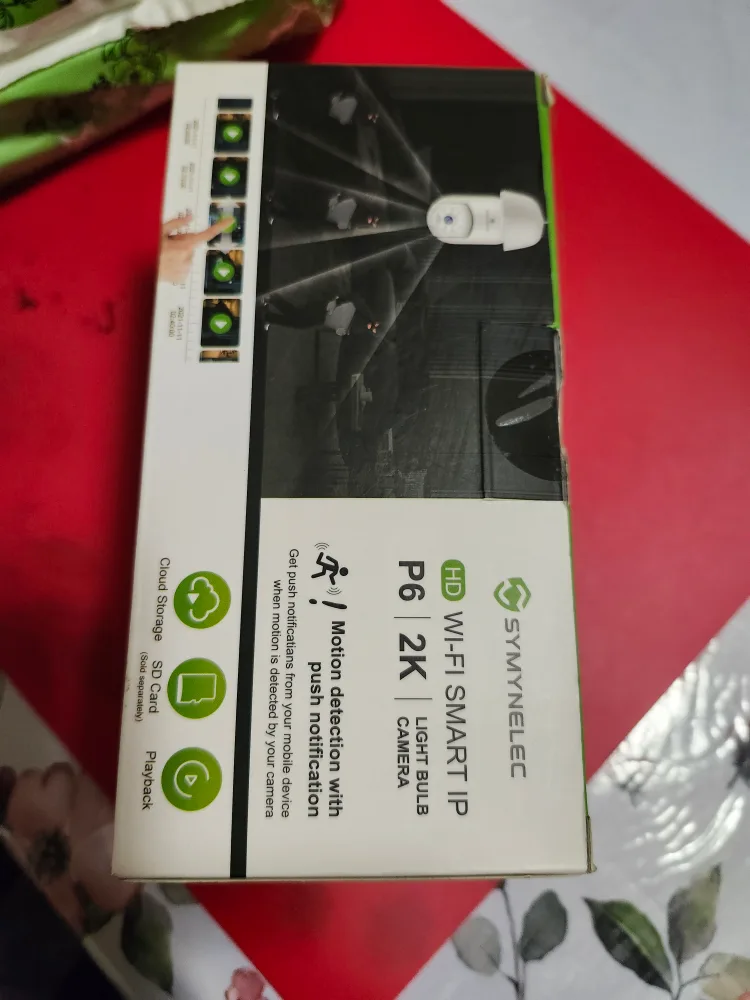 SYMYNELEC
HD WI-FI SMART IP
P6 | 2K | LIGHT BULB
CAMERA
Motion detection with
push notification
Get push notificatians from your mobile device
when motion is detected by your camera
Cloud Storage
SD Card
(Sold separately)
Playback